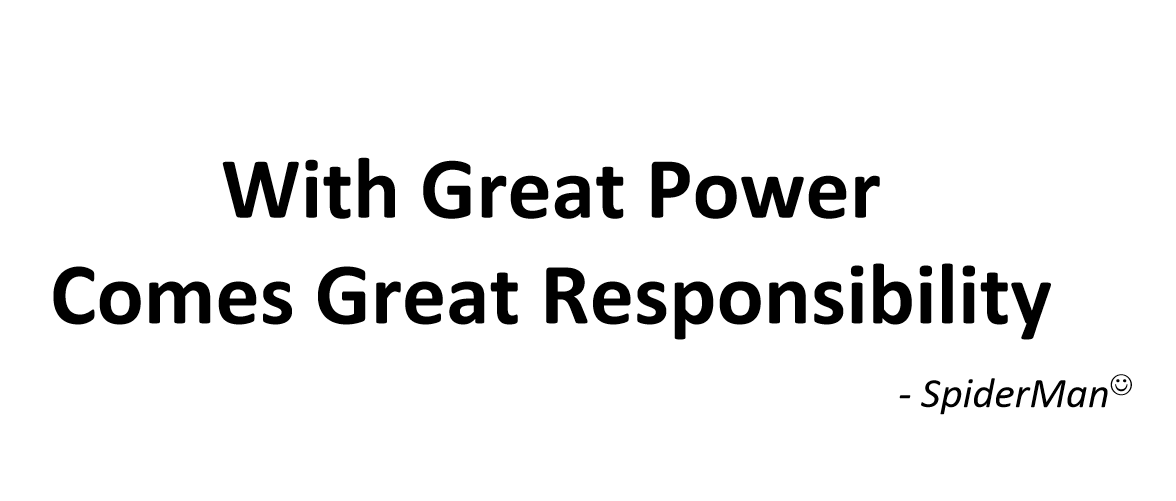 With Great Power
Comes Great Responsibility
- SpiderMan☺